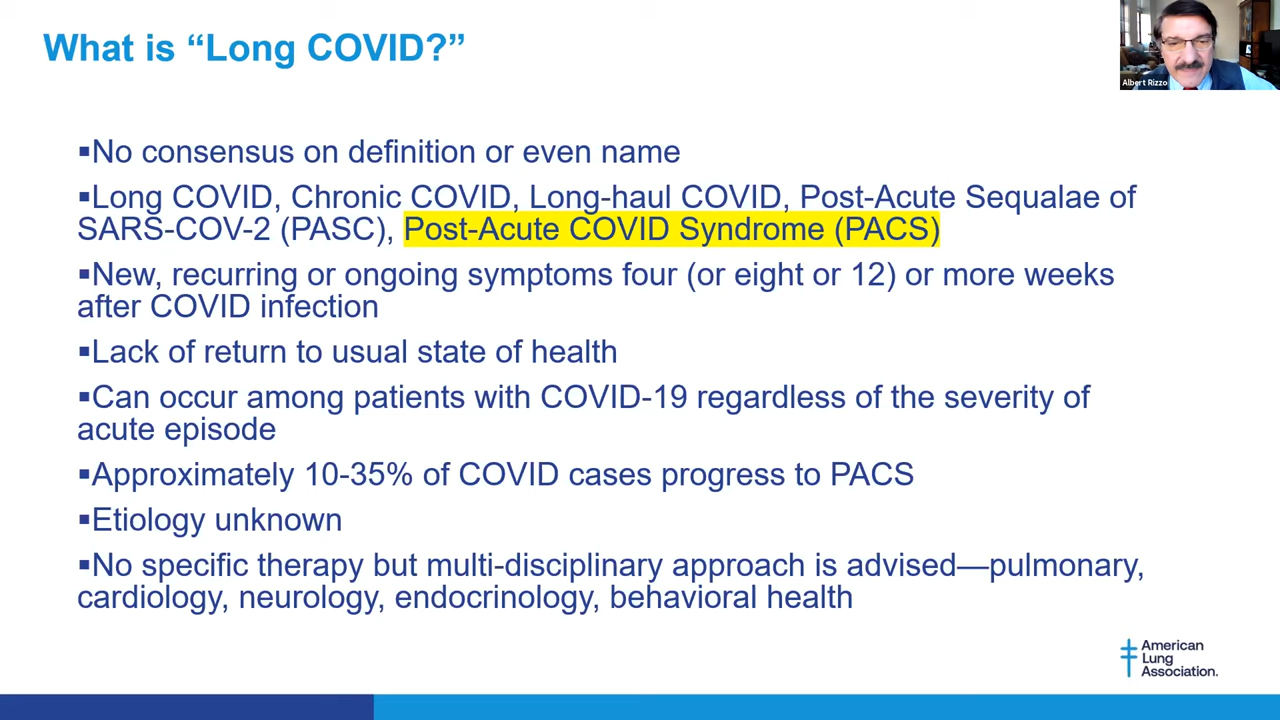 What is “Long COVID?”
Albert Rizzo
▪No consensus on definition or even name
▪Long COVID, Chronic COVID, Long-haul COVID, Post-Acute Sequalae of
SARS-COV-2 (PASC), Post-Acute COVID Syndrome (PACS)
▪New, recurring or ongoing symptoms four (or eight or 12) or more weeks
after COVID infection
▪Lack of return to usual state of health
▪Can occur among patients with COVID-19 regardless of the severity of
acute episode
▪Approximately 10-35% of COVID cases progress to PACS
▪Etiology unknown
▪No specific therapy but multi-disciplinary approach is advised—pulmonary,
cardiology, neurology, endocrinology, behavioral health
American
Lung
Association.